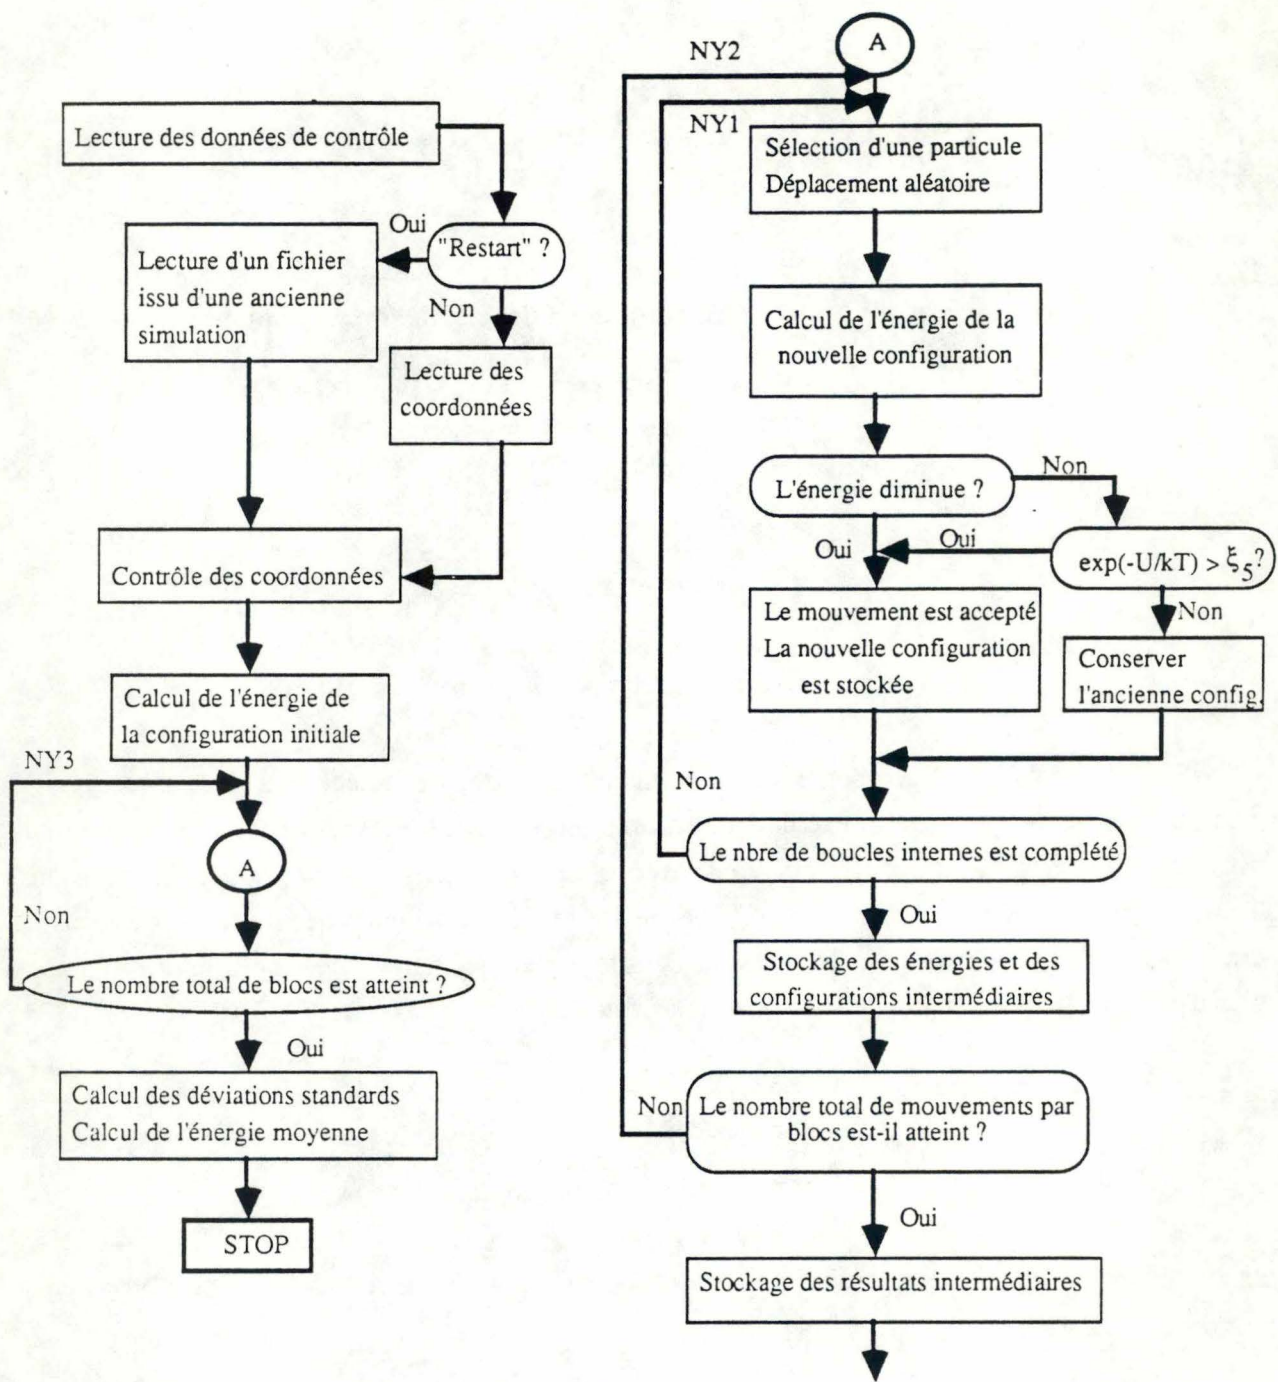 Lecture des données de contrôle
Oui
"Restart" ?
Lecture d'un fichier
issu d'une ancienne
simulation
Non
Lecture des
coordonnées
Contrôle des coordonnées
Calcul de l'énergie de
la configuration initiale
NY3
A
Non
Le nombre total de blocs est atteint ?
Oui
Calcul des déviations standards
Calcul de l'énergie moyenne
STOP
A
NY2
NY1
Sélection d'une particule
Déplacement aléatoire
Calcul de l'énergie de la
nouvelle configuration
Non
L'énergie diminue ?
Oui
Oui
exp(-U/kT) > ξ5?
Le mouvement est accepté
La nouvelle configuration
est stockée
Non
Conserver
l'ancienne config.
Non
Le nbre de boucles internes est complété
Oui
Stockage des énergies et des
configurations intermédiaires
Non
Le nombre total de mouvements par
blocs est-il atteint ?
Oui
Stockage des résultats intermédiaires